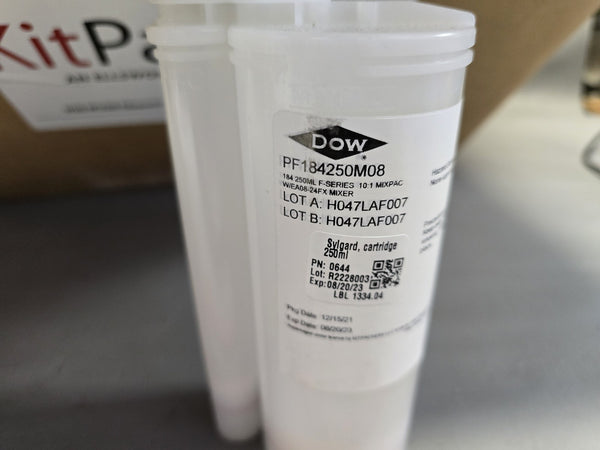 KitPa
AN ELLSWO
DOW
PF184250M08
184 250ML F-SERIES 10:1 MIXPAC
W/EA08-24FX MIXER
LOT A: H047LAF007
LOT B: H047LAF007
Sylgard, cartridge
250ml
PN: 0644
Lot: R2228003
Exp: 08/20/23
LBL 1334.04
Pkg Date: 12/15/21
Exp Date: 08/20/23